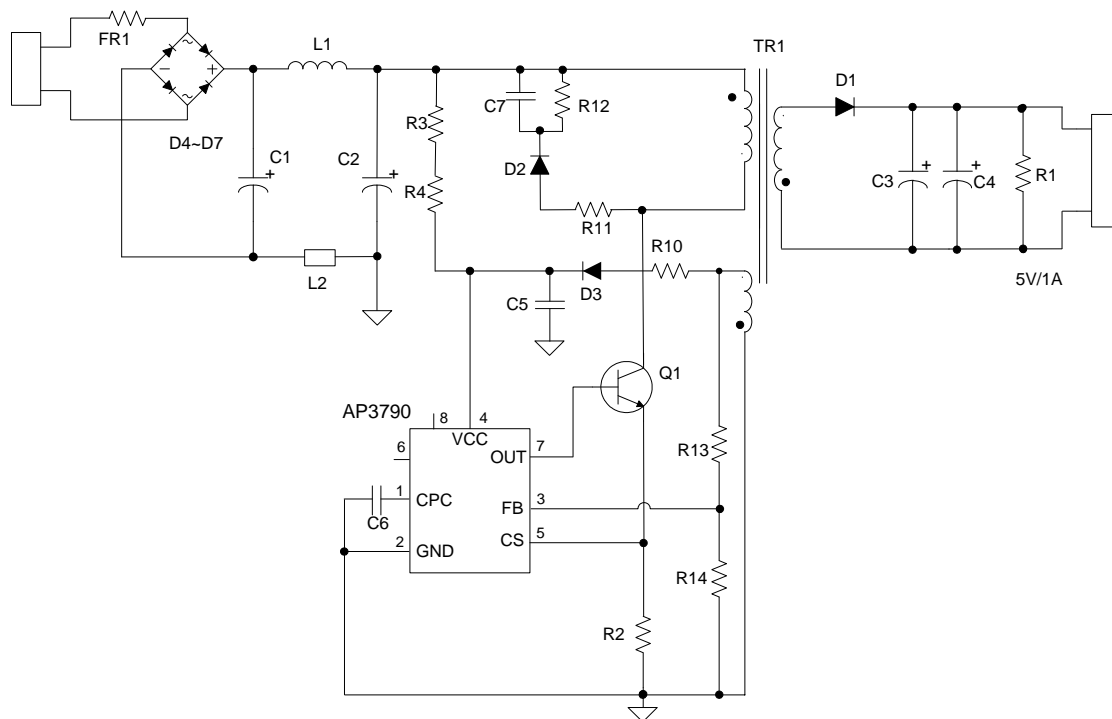 FR1
L1
TR1
D4~D7
− +
~
~
C1
+
C2
+
R3
R4
C7
R12
D2
R11
D1
C3
+
C4
+
R1
L2
R10
D3
C5
5V/1A
Q1
AP3790
8
4
VCC
6
OUT
7
R13
1
CPC
C6
FB
3
CS
5
2
GND
R14
R2